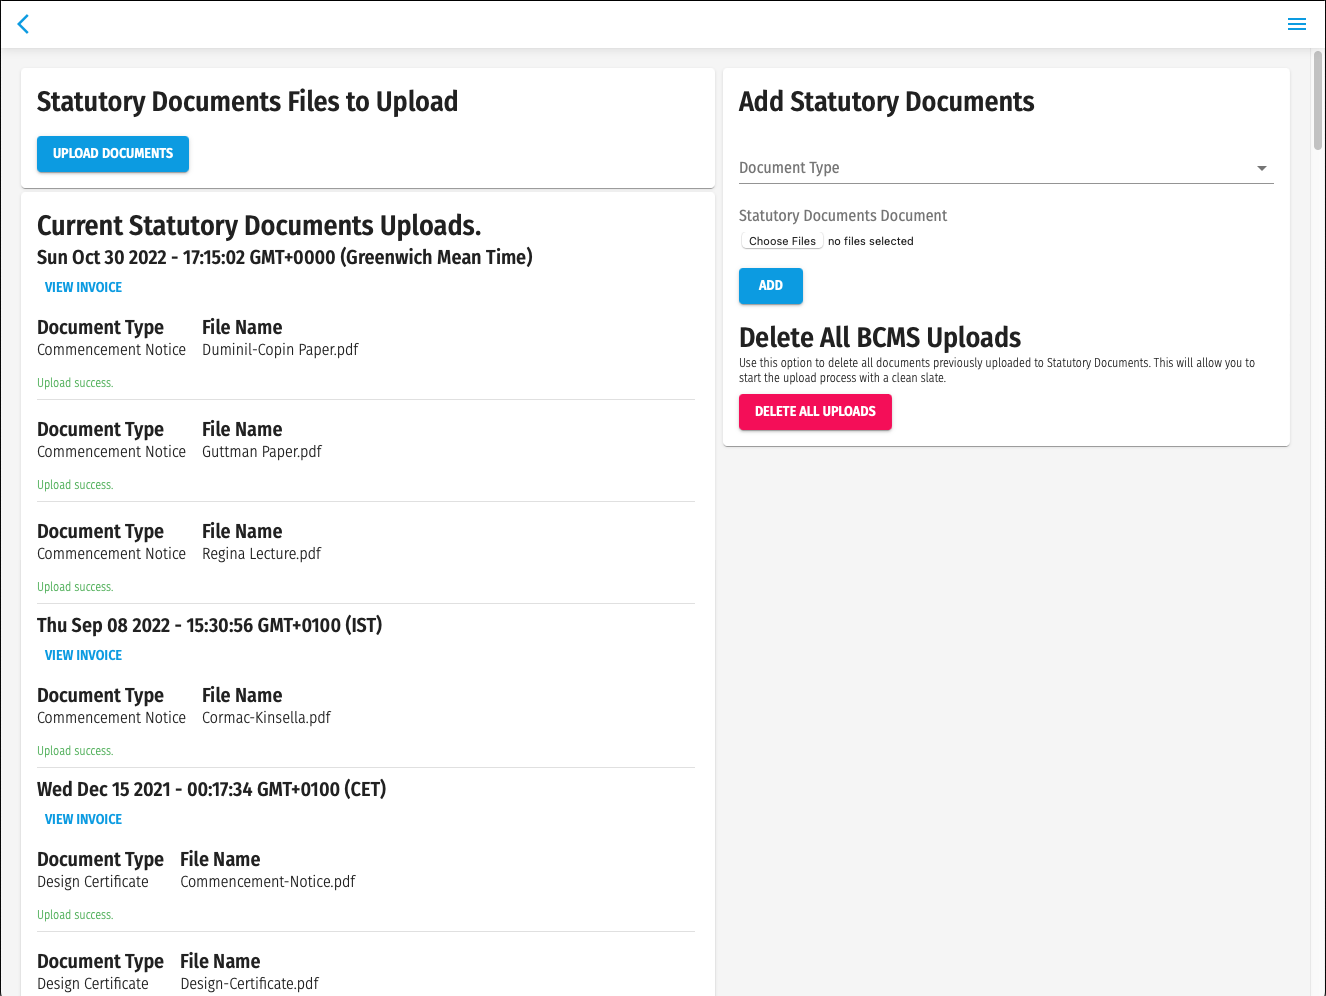 Statutory Documents Files to Upload
UPLOAD DOCUMENTS
Current Statutory Documents Uploads.
Sun Oct 30 2022 - 17:15:02 GMT+0000 (Greenwich Mean Time)
VIEW INVOICE
Document Type File Name
Commencement Notice Duminil-Copin Paper.pdf
Upload success.
Document Type File Name
Commencement Notice Guttman Paper.pdf
Upload success.
Document Type File Name
Commencement Notice Regina Lecture.pdf
Upload success.
Thu Sep 08 2022 - 15:30:56 GMT+0100 (IST)
VIEW INVOICE
Document Type File Name
Commencement Notice Cormac-Kinsella.pdf
Upload success.
Wed Dec 15 2021 - 00:17:34 GMT+0100 (CET)
VIEW INVOICE
Document Type File Name
Design Certificate Commencement-Notice.pdf
Upload success.
Document Type File Name
Design Certificate Design-Certificate.pdf
Add Statutory Documents
Document Type
Statutory Documents Document
Choose Files no files selected
ADD
Delete All BCMS Uploads
Use this option to delete all documents previously uploaded to Statutory Documents. This will allow you to
start the upload process with a clean slate.
DELETE ALL UPLOADS